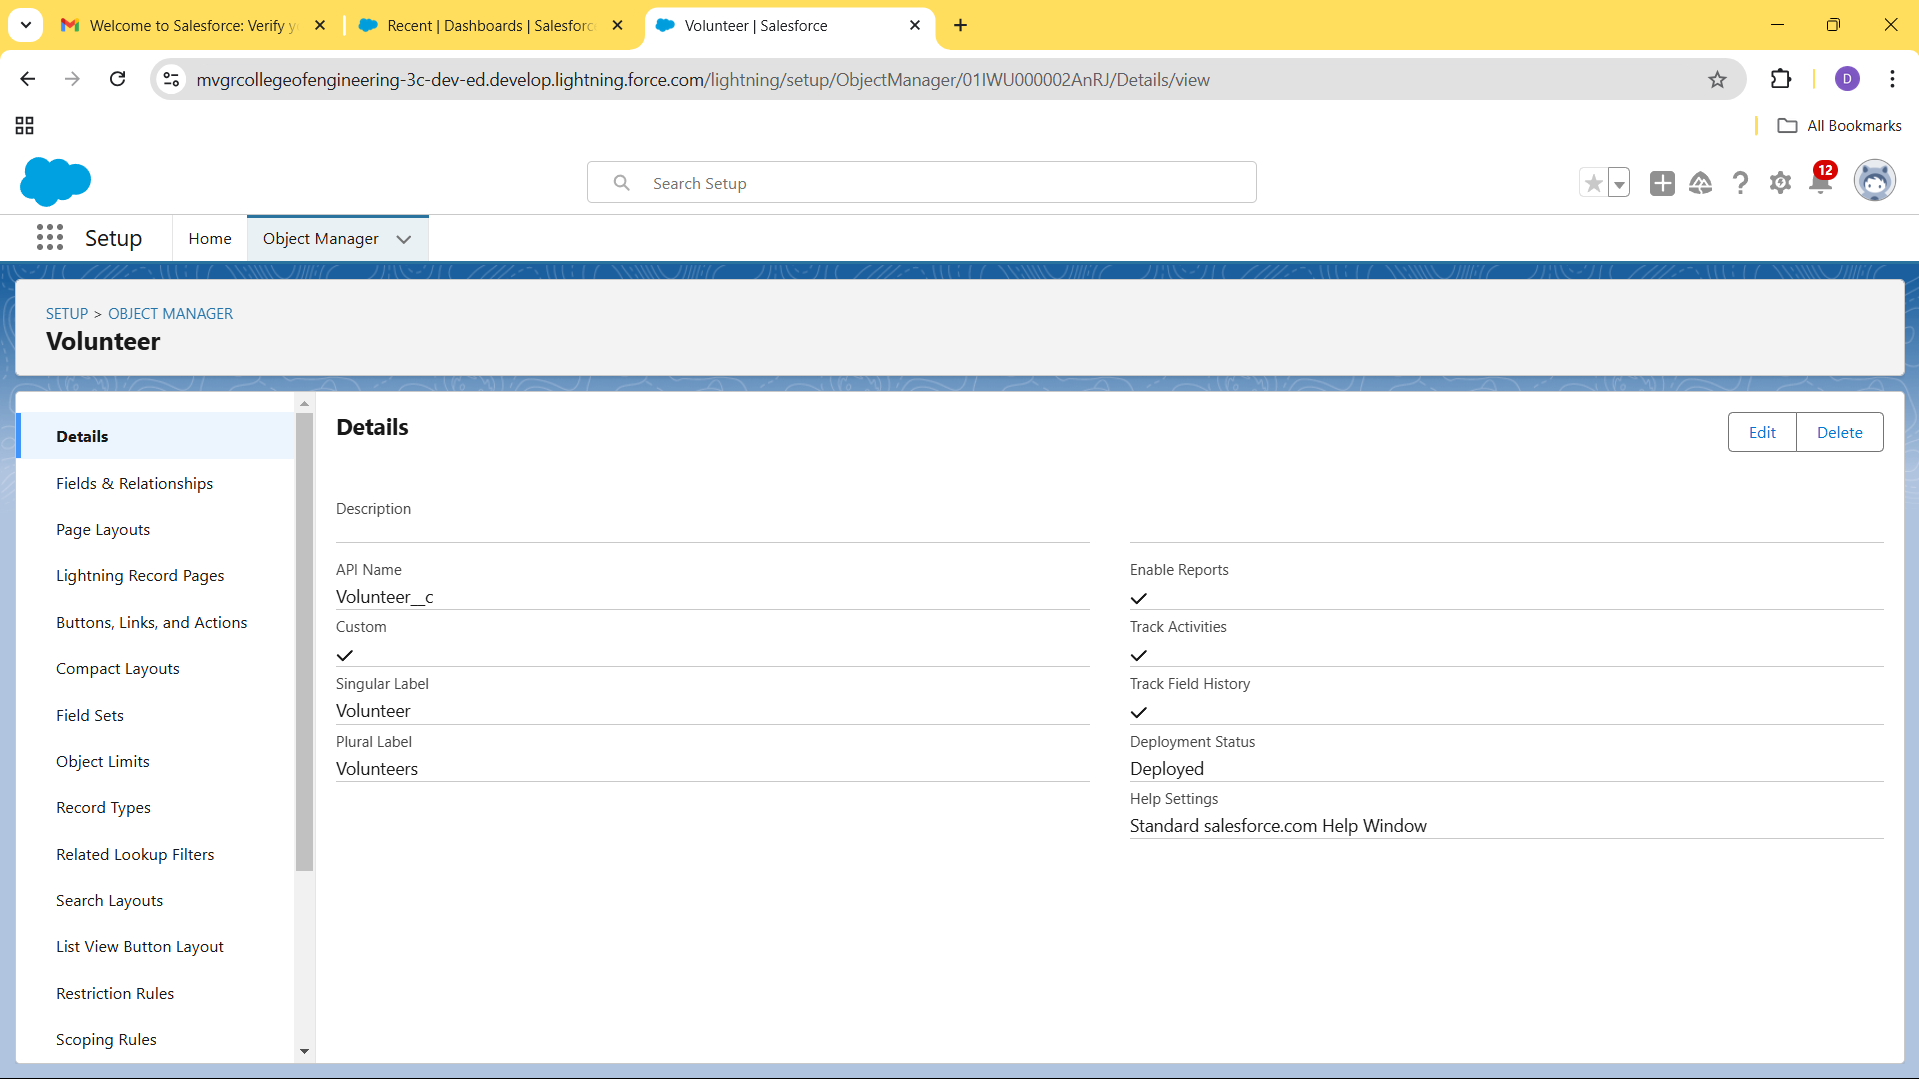 Welcome to Salesforce: Verify y
Recent | Dashboards | Salesforce
Volunteer | Salesforce
mvgrcollegeofengineering-3c-dev-ed.develop.lightning.force.com/lightning/setup/ObjectManager/01IWU000002AnRJ/Details/view
D
All Bookmarks
Search Setup
12
Setup
Home
Object Manager
SETUP > OBJECT MANAGER
Volunteer
Details
Fields & Relationships
Page Layouts
Lightning Record Pages
Buttons, Links, and Actions
Compact Layouts
Field Sets
Object Limits
Record Types
Related Lookup Filters
Search Layouts
List View Button Layout
Restriction Rules
Scoping Rules
Details
Edit
Delete
Description
API Name
Volunteer__c
Custom
Singular Label
Volunteer
Plural Label
Volunteers
Enable Reports
Track Activities
Track Field History
Deployment Status
Deployed
Help Settings
Standard salesforce.com Help Window